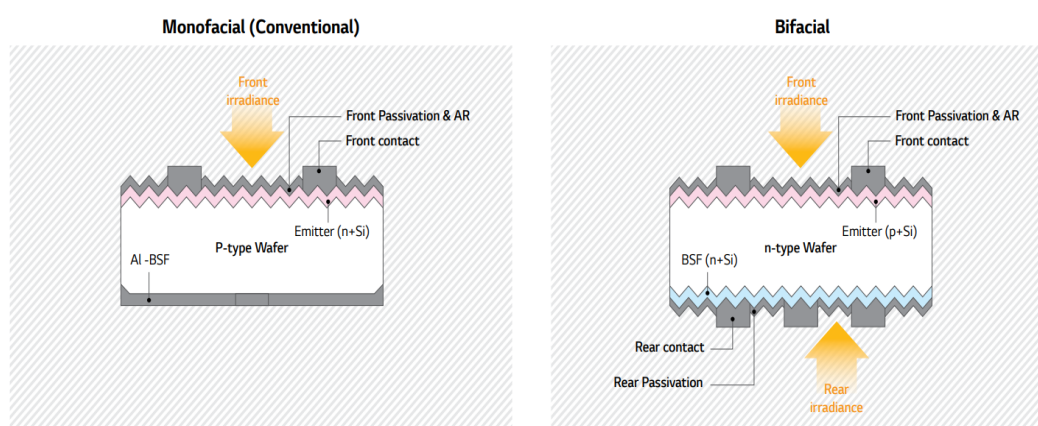 Monofacial (Conventional)
Front
irradiance
Front Passivation & AR
Front contact
Emitter (n+Si)
P-type Wafer
Al -BSF
Bifacial
Front
irradiance
Front Passivation & AR
Front contact
Emitter (p+Si)
n-type Wafer
BSF (n+Si)
Rear contact
Rear Passivation
Rear
irradiance